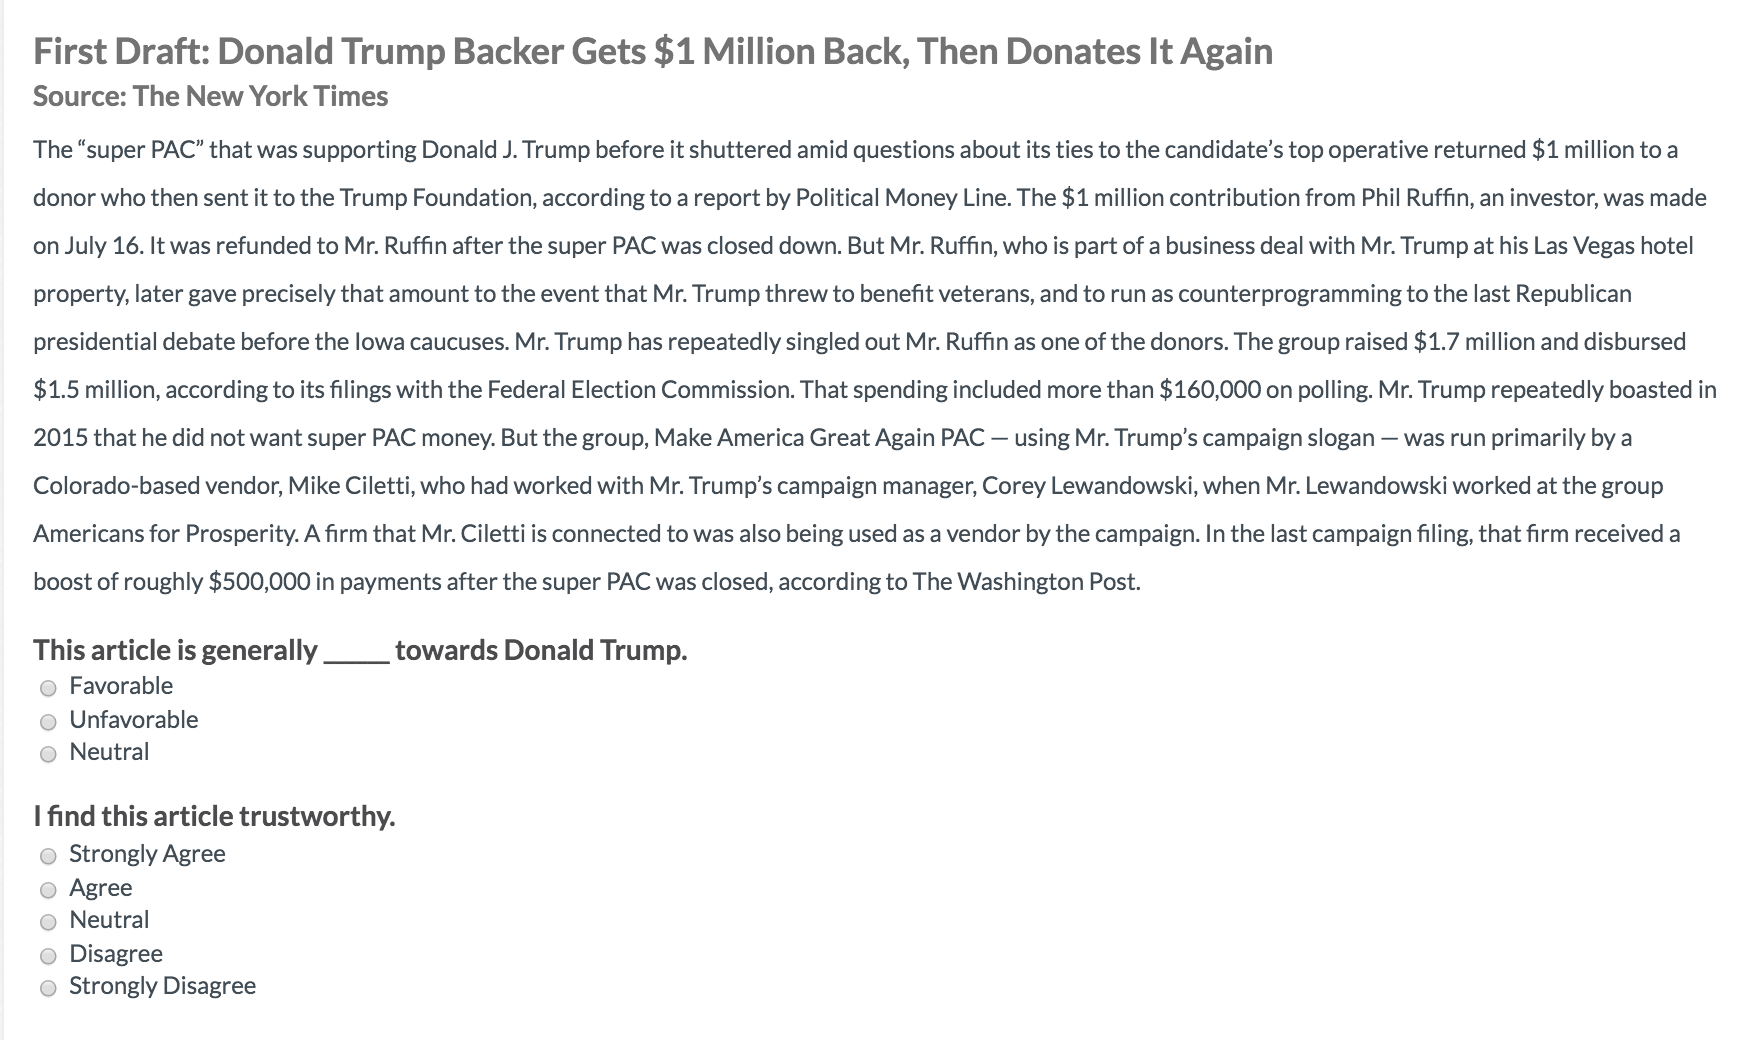 First Draft: Donald Trump Backer Gets $1 Million Back, Then Donates It Again
Source: The New York Times
The “super PAC” that was supporting Donald J. Trump before it shuttered amid questions about its ties to the candidate’s top operative returned $1 million to a
donor who then sent it to the Trump Foundation, according to a report by Political Money Line. The $1 million contribution from Phil Ruffin, an investor, was made
on July 16. It was refunded to Mr. Ruffin after the super PAC was closed down. But Mr. Ruffin, who is part of a business deal with Mr. Trump at his Las Vegas hotel
property, later gave precisely that amount to the event that Mr. Trump threw to benefit veterans, and to run as counterprogramming to the last Republican
presidential debate before the Iowa caucuses. Mr. Trump has repeatedly singled out Mr. Ruffin as one of the donors. The group raised $1.7 million and disbursed
$1.5 million, according to its filings with the Federal Election Commission. That spending included more than $160,000 on polling. Mr. Trump repeatedly boasted in
2015 that he did not want super PAC money. But the group, Make America Great Again PAC — using Mr. Trump’s campaign slogan — was run primarily by a
Colorado-based vendor, Mike Ciletti, who had worked with Mr. Trump’s campaign manager, Corey Lewandowski, when Mr. Lewandowski worked at the group
Americans for Prosperity. A firm that Mr. Ciletti is connected to was also being used as a vendor by the campaign. In the last campaign filing, that firm received a
boost of roughly $500,000 in payments after the super PAC was closed, according to The Washington Post.
This article is generally _____ towards Donald Trump.
Favorable
Unfavorable
Neutral
I find this article trustworthy.
Strongly Agree
Agree
Neutral
Disagree
Strongly Disagree